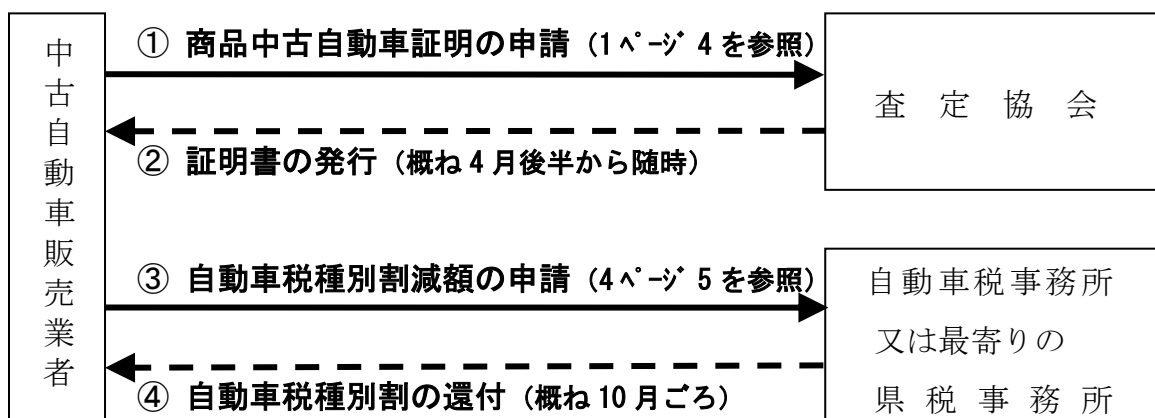 中古自動車販売業者
① 商品中古自動車証明の申請（1ﾍﾟｰｼﾞ 4 を参照）
② 証明書の発行（概ね 4 月後半から随時）
査定協会
③ 自動車税種別割減額の申請（4ﾍﾟｰｼﾞ 5 を参照）
④ 自動車税種別割の還付（概ね 10 月ごろ）
自動車税事務所
又は最寄りの
県税事務所